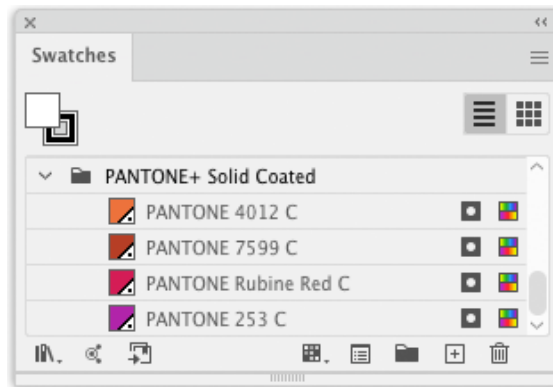 Swatches
PANTONE+ Solid Coated
PANTONE 4012 C
PANTONE 7599 C
PANTONE Rubine Red C
PANTONE 253 C